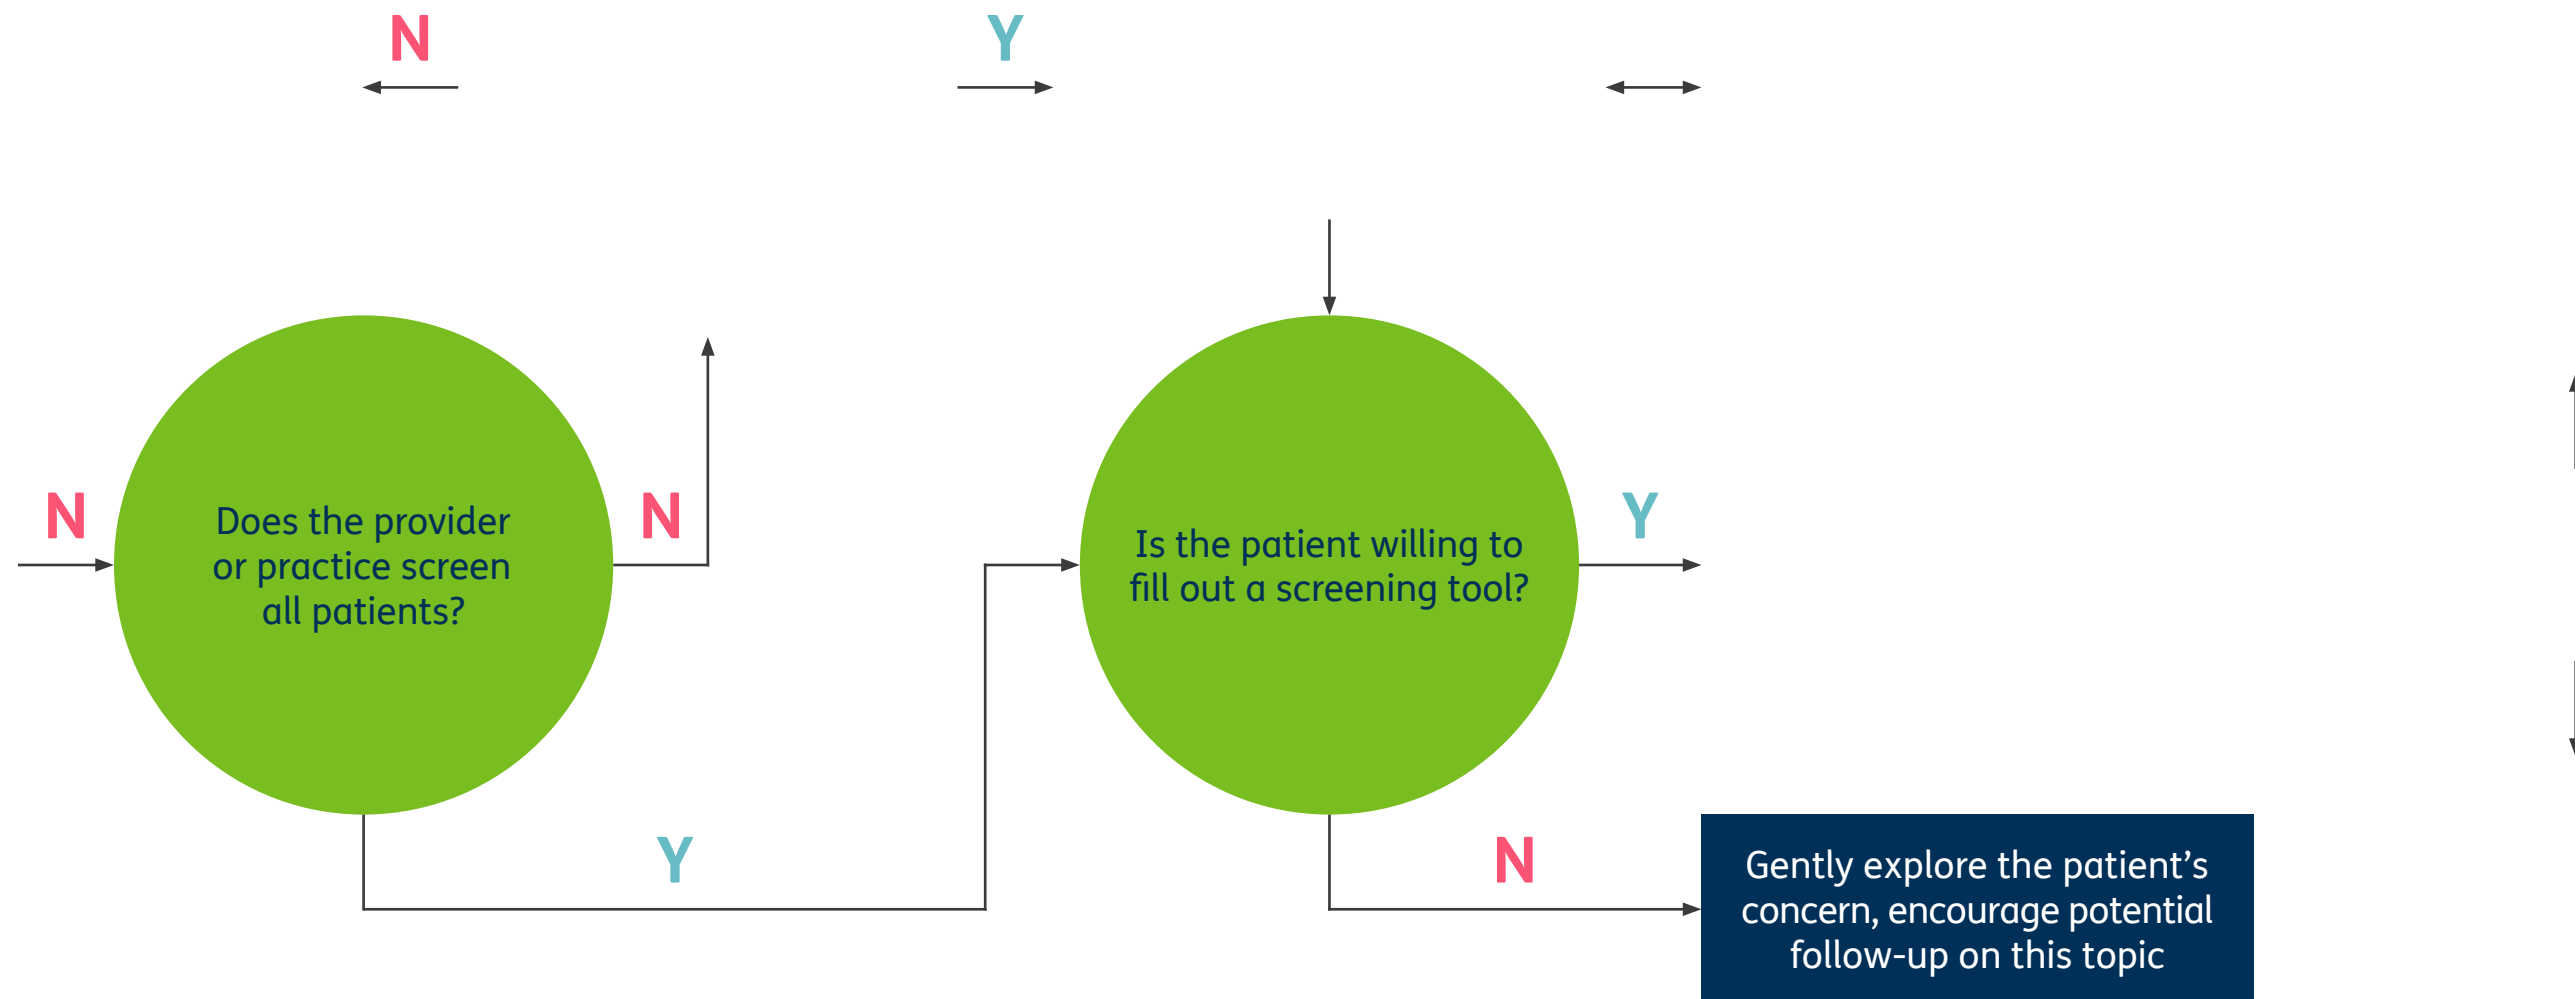 N
Y
N
Does the provider
or practice screen
all patients?
N
Is the patient willing to
fill out a screening tool?
Y
Y
N
Gently explore the patient’s
concern, encourage potential
follow-up on this topic